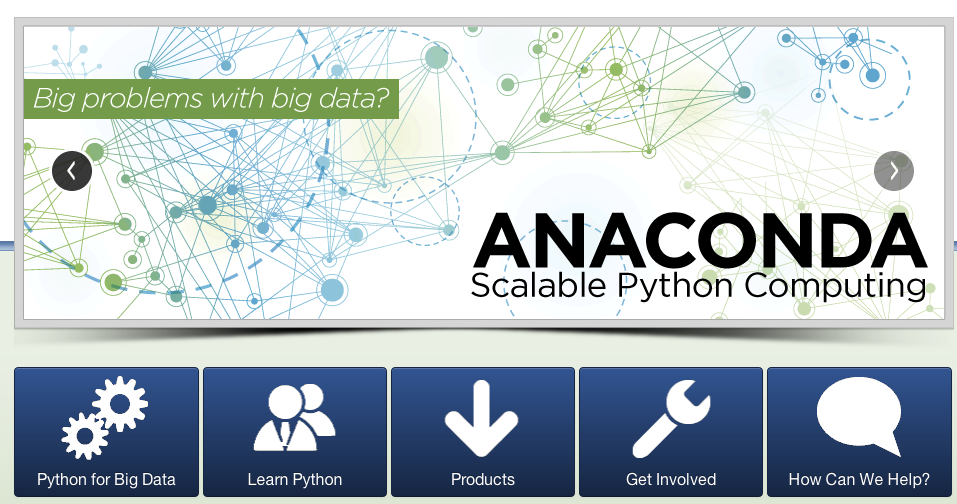 Big problems with big data?
ANACONDA
Scalable Python Computing
Python for Big Data
Learn Python
Products
Get Involved
How Can We Help?